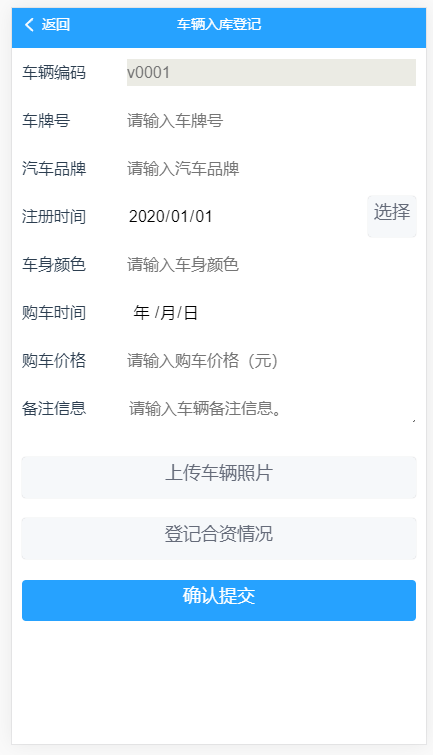 返回 车辆入库登记
车辆编码 v0001
车牌号 请输入车牌号
汽车品牌 请输入汽车品牌
注册时间 2020/01/01 选择
车身颜色 请输入车身颜色
购车时间 年 /月/日
购车价格 请输入购车价格（元）
备注信息 请输入车辆备注信息。
上传车辆照片
登记合资情况
确认提交